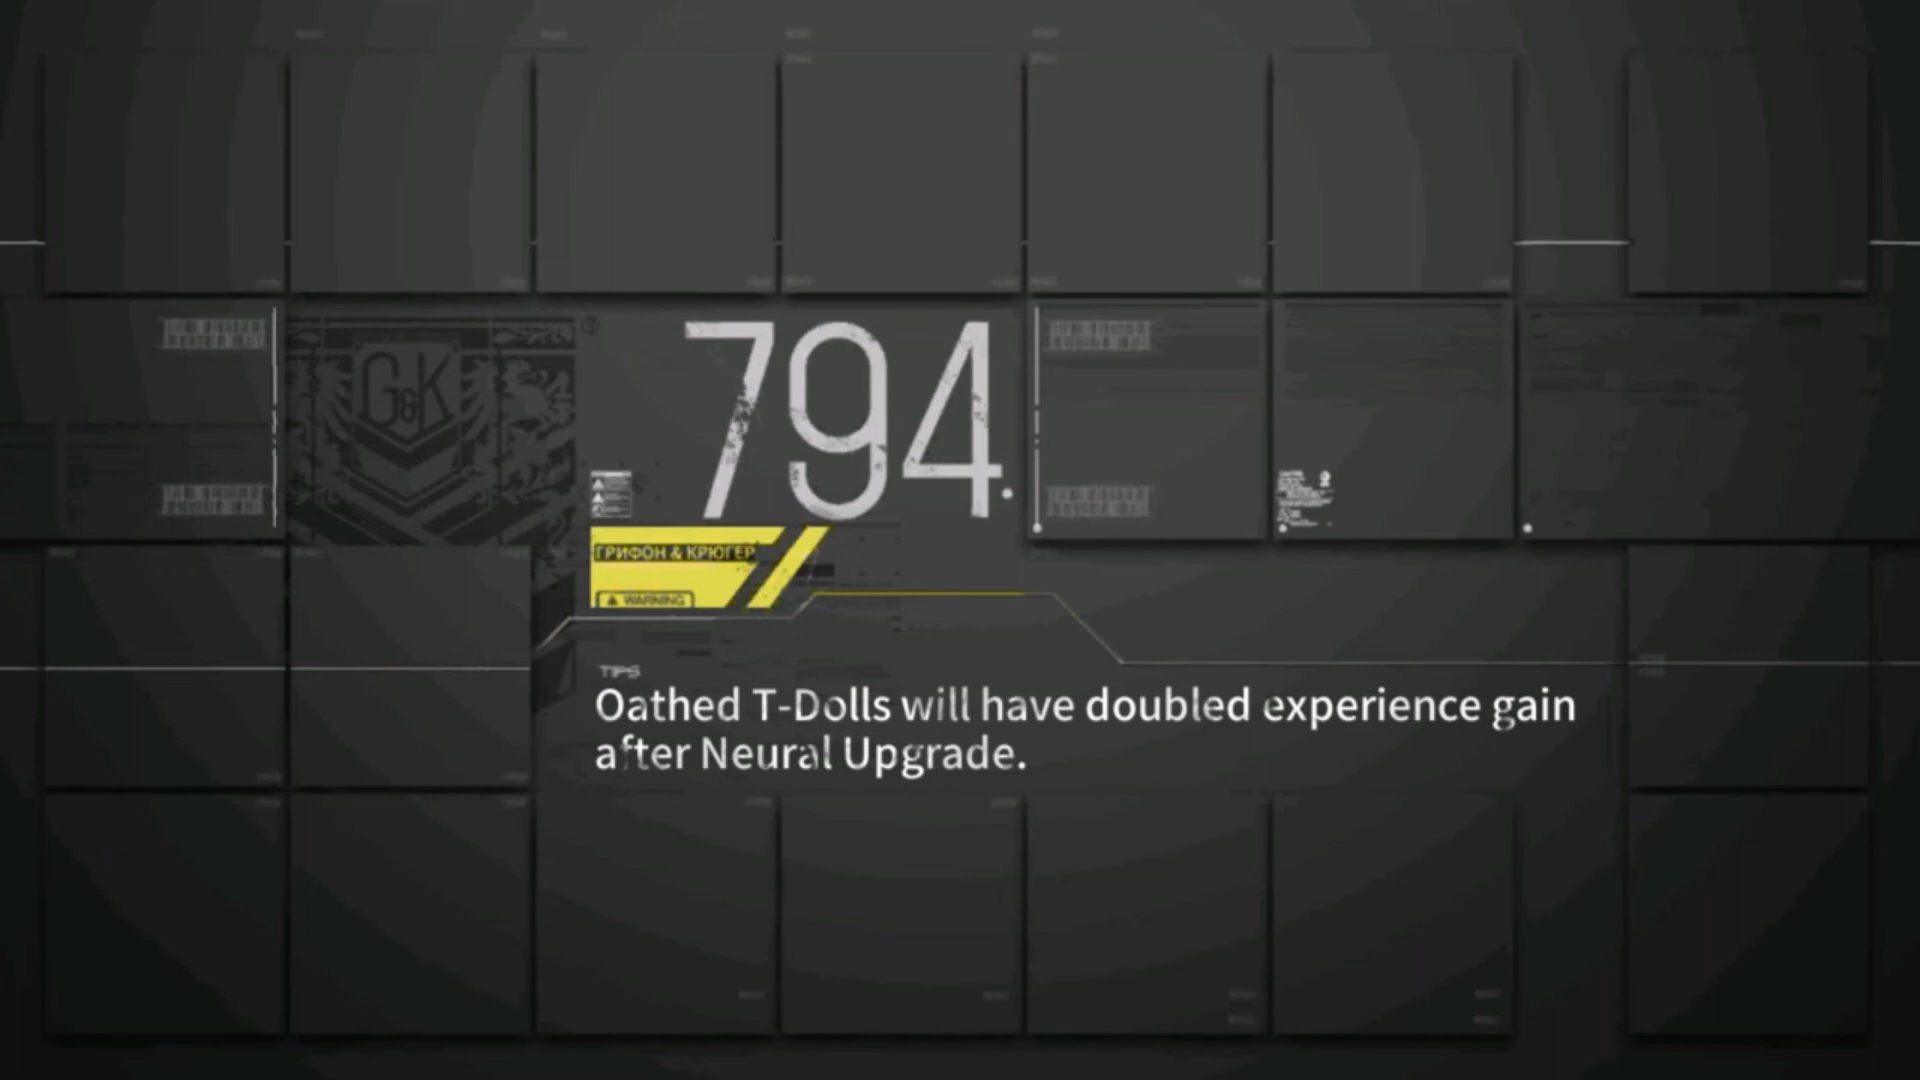 G&K
794.
ГРИФОН & КРЮГЕР
WARNING
TIPS
Oathed T-Dolls will have doubled experience gain
after Neural Upgrade.